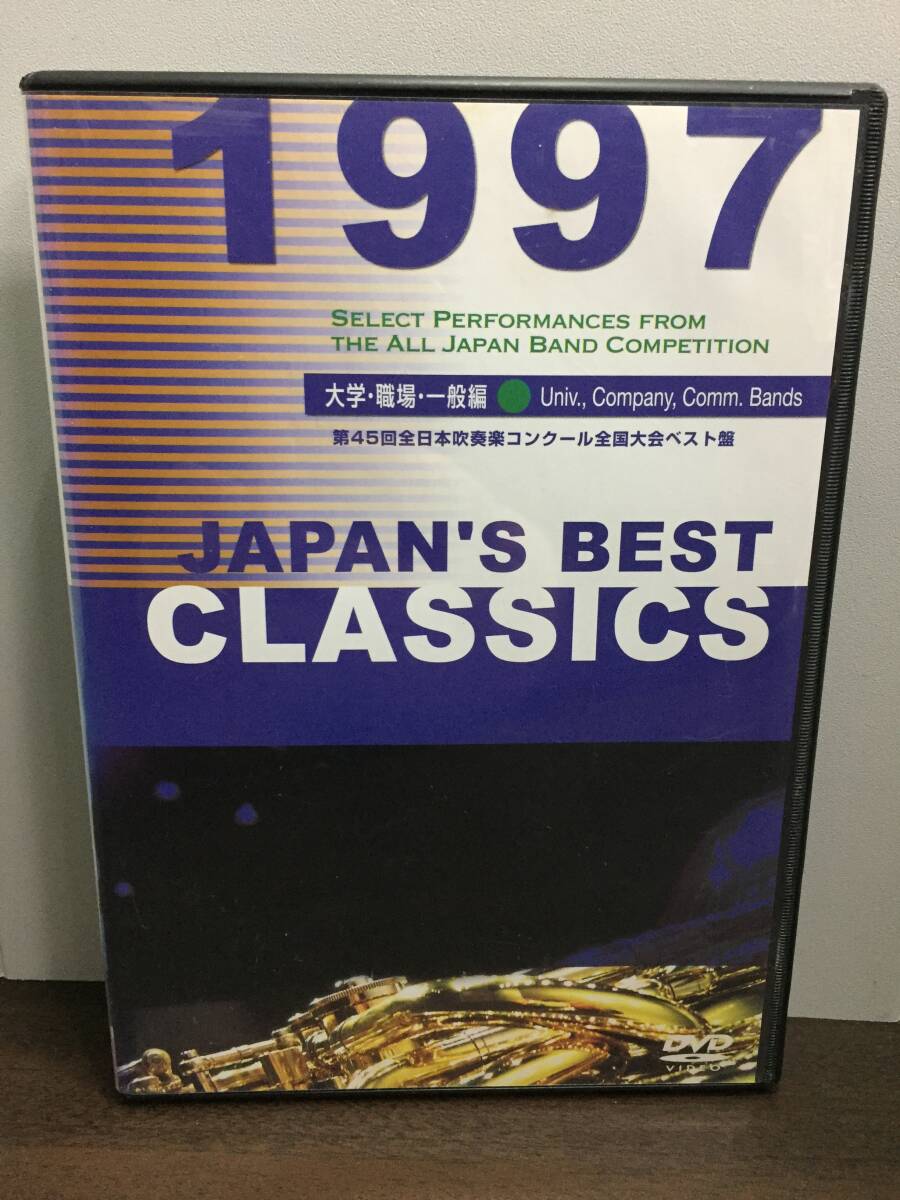 1997
SELECT PERFORMANCES FROM
THE ALL JAPAN BAND COMPETITION
大学・職場・一般編 Univ., Company, Comm. Bands
第45回全日本吹奏楽コンクール全国大会ベスト盤
JAPAN'S BEST
CLASSICS
DVD
VIDEO